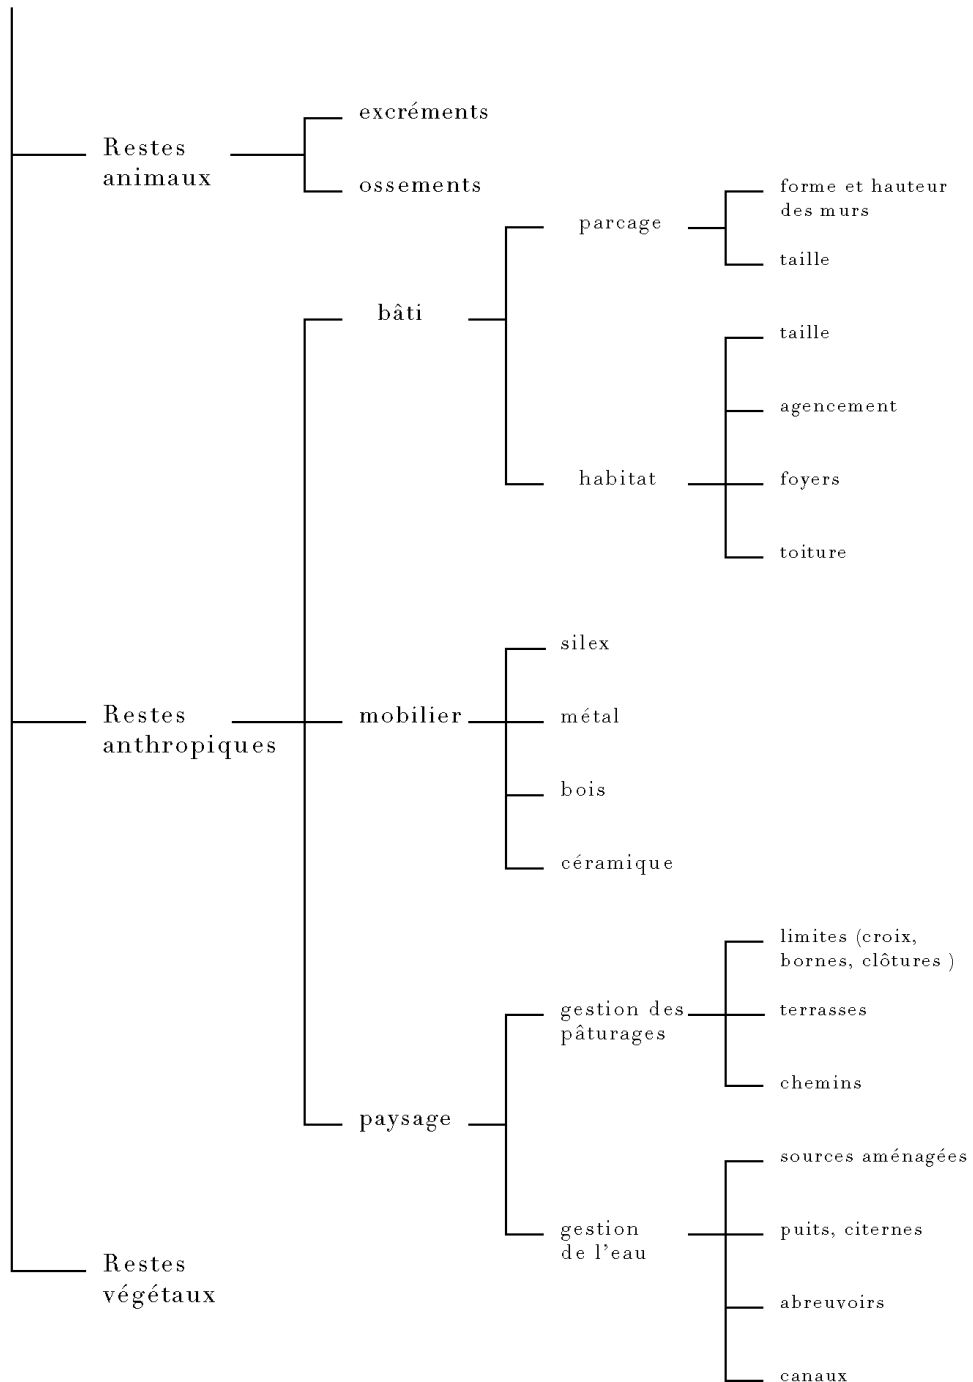 excréments
Restes
animaux
ossements
parcage
forme et hauteur
des murs
taille
bâti
taille
agencement
habitat
foyers
toiture
Restes
anthropiques
mobilier
silex
métal
bois
céramique
paysage
gestion des
pâturages
limites (croix,
bornes, clôtures )
terrasses
chemins
gestion
de l'eau
sources aménagées
puits, citernes
abreuvoirs
canaux
Restes
végétaux